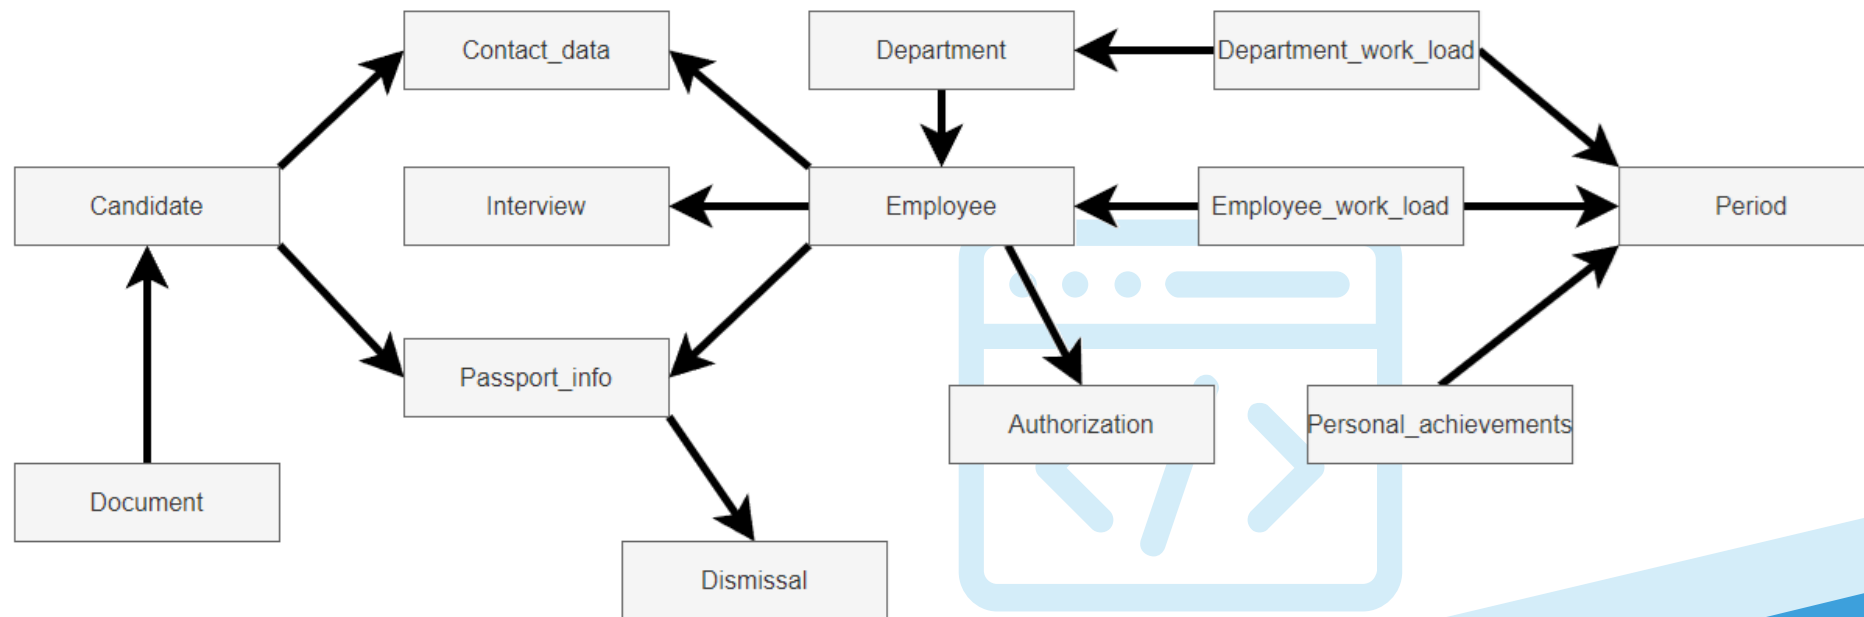 Contact_data
Department
Department_work_load
Candidate
Interview
Employee
Employee_work_load
Period
Passport_info
Authorization
Personal_achievements
Document
Dismissal